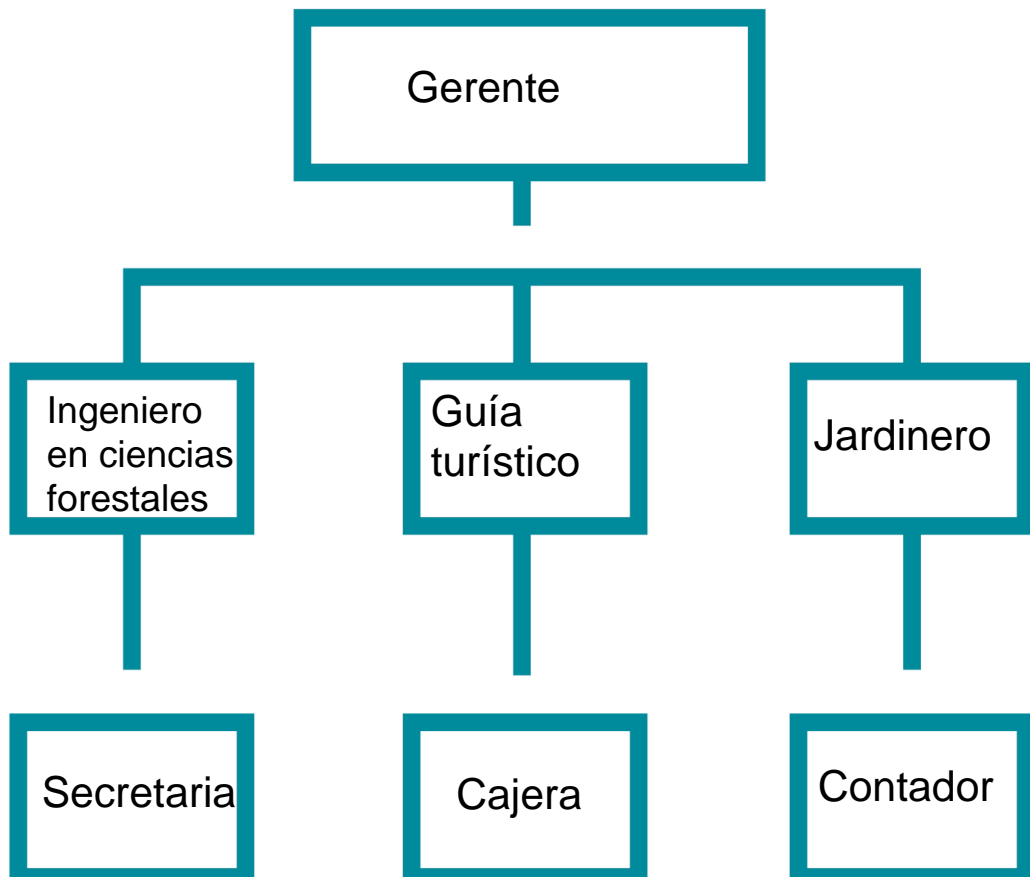 Gerente
Ingeniero
en ciencias
forestales
Guía
turístico
Jardinero
Secretaria
Cajera
Contador